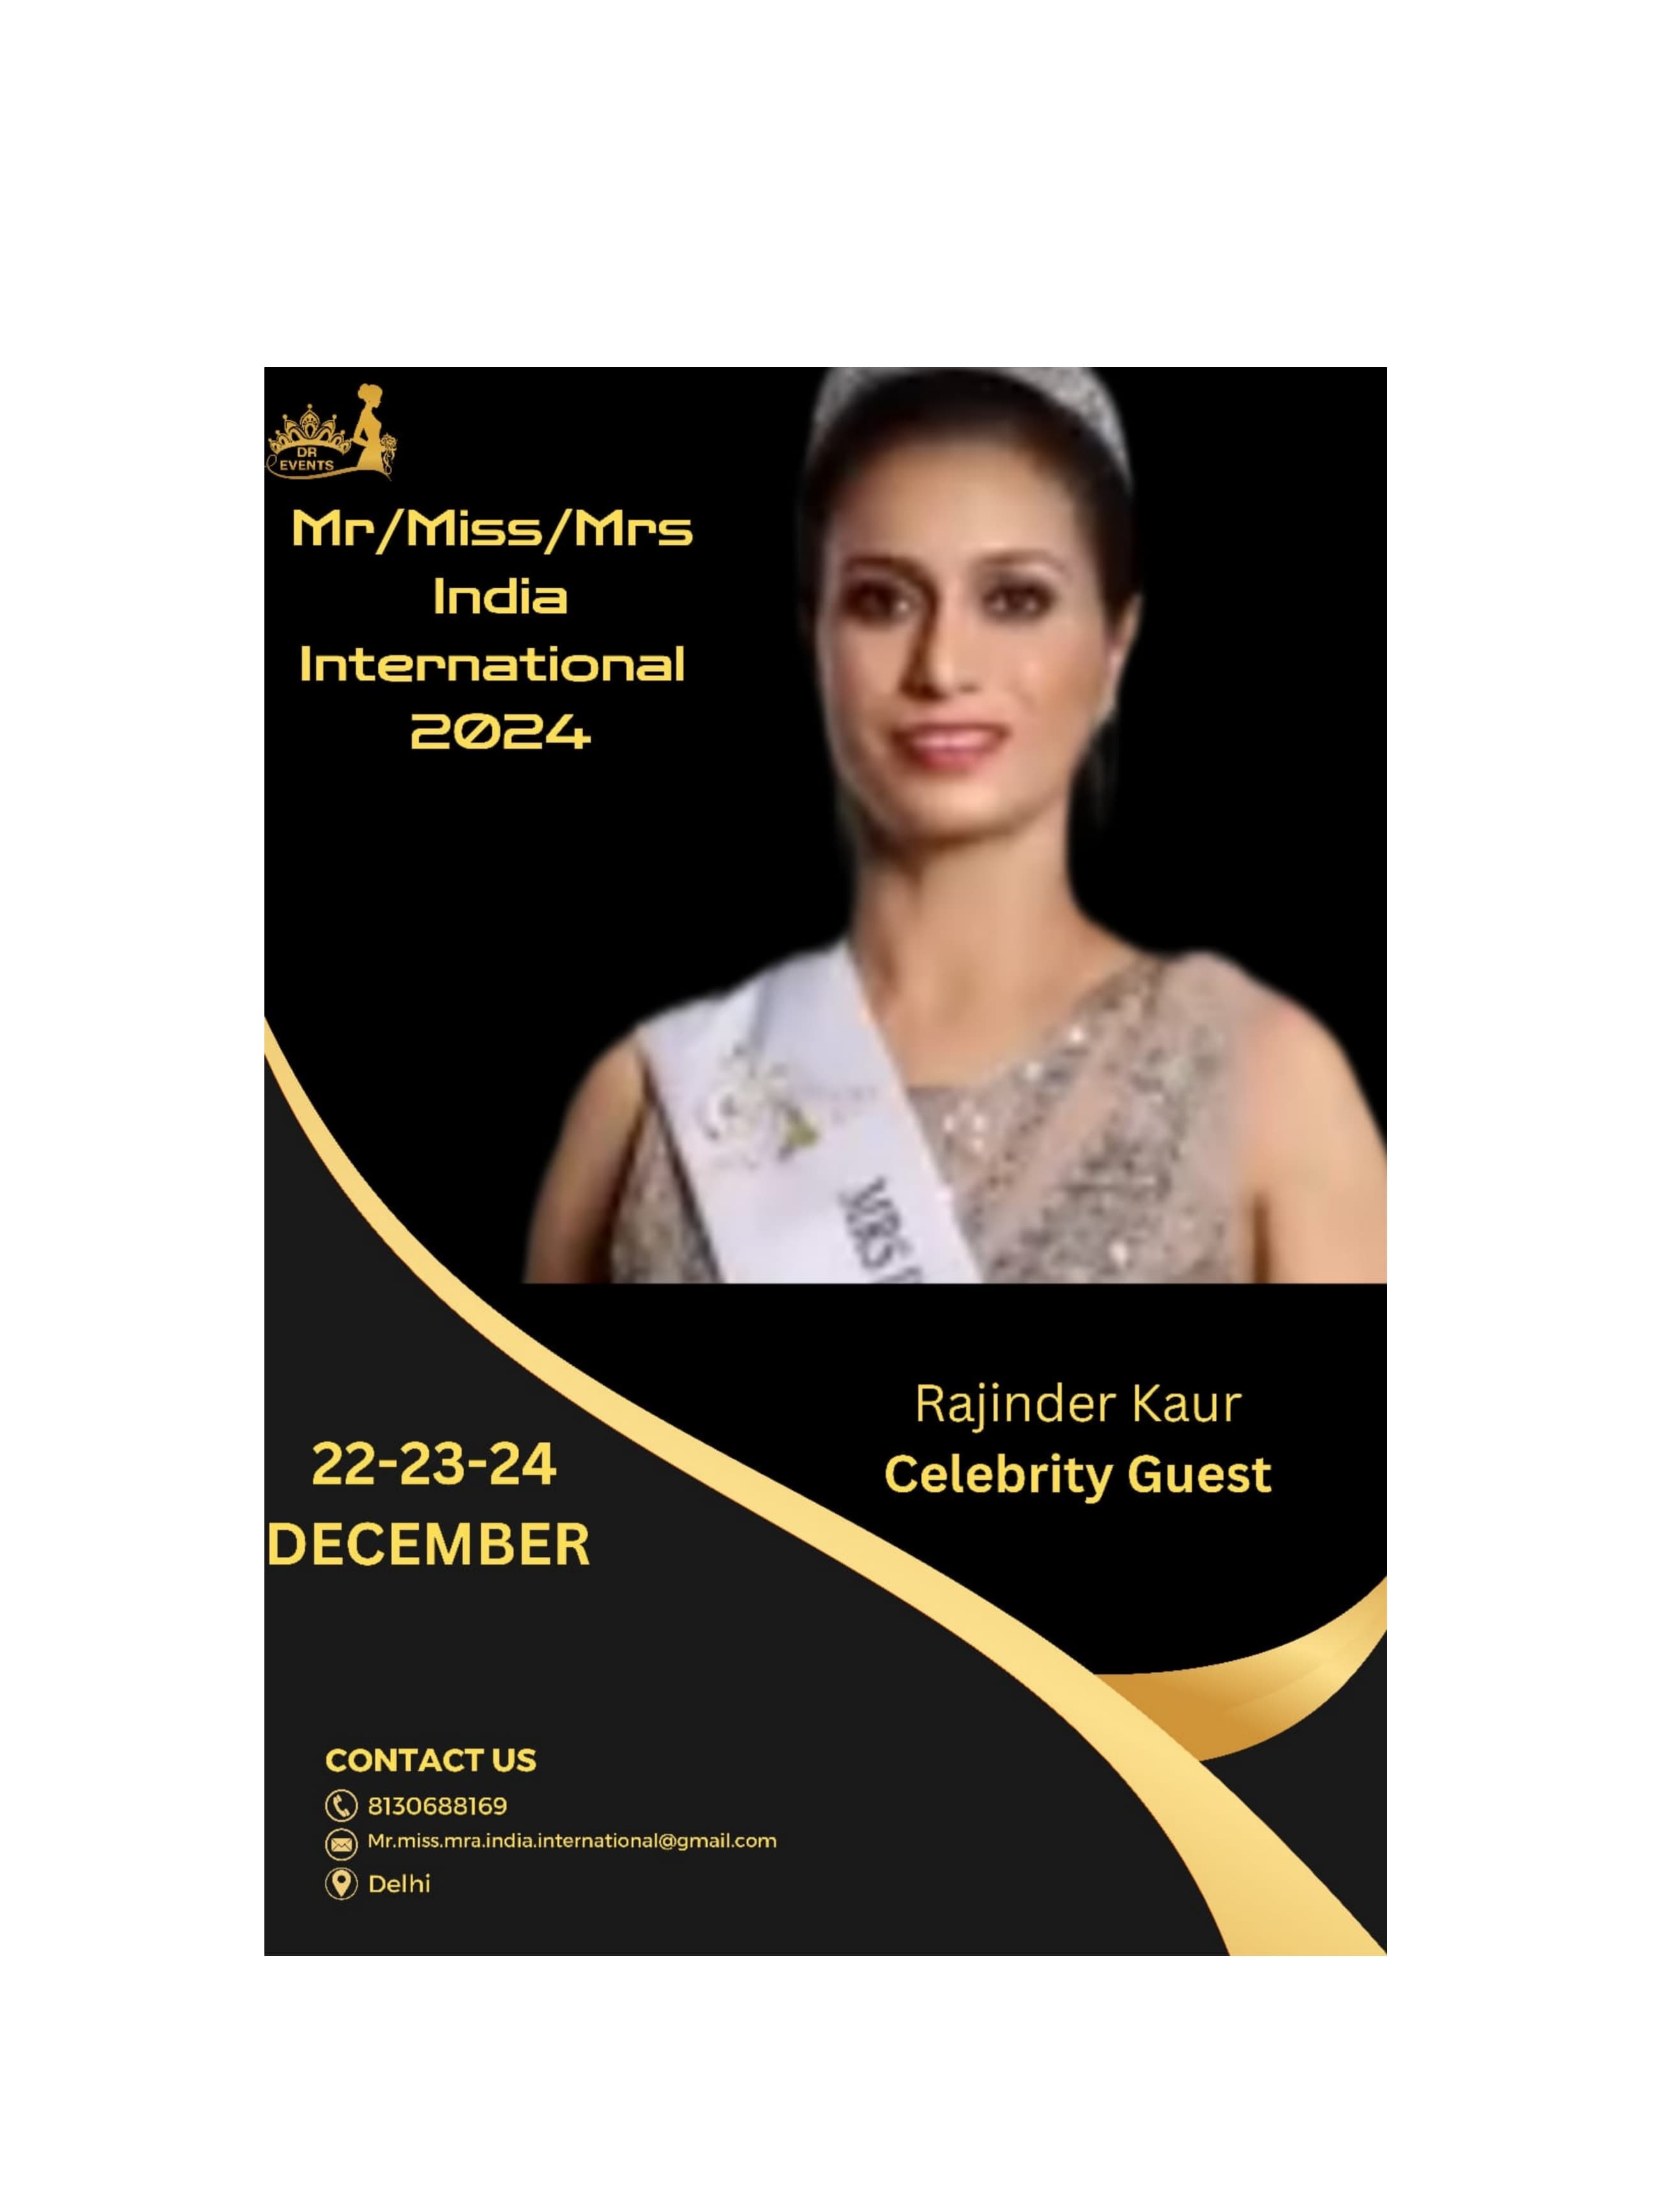 DR
EVENTS
Mr/Miss/Mrs
India
International
2024
MRS
Rajinder Kaur
Celebrity Guest
22-23-24
DECEMBER
CONTACT US
8130688169
Mr.miss.mra.india.international@gmail.com
Delhi